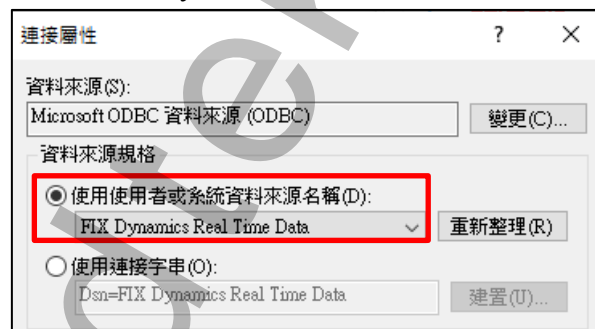 連接屬性 ? ×
資料來源(S):
Microsoft ODBC 資料來源 (ODBC) 變更(C)...
資料來源規格
使用使用者或系統資料來源名稱(D):
FIX Dynamics Real Time Data 重新整理(R)
使用連接字串(O):
Dsn=FIX Dynamics Real Time Data 建置(U)...